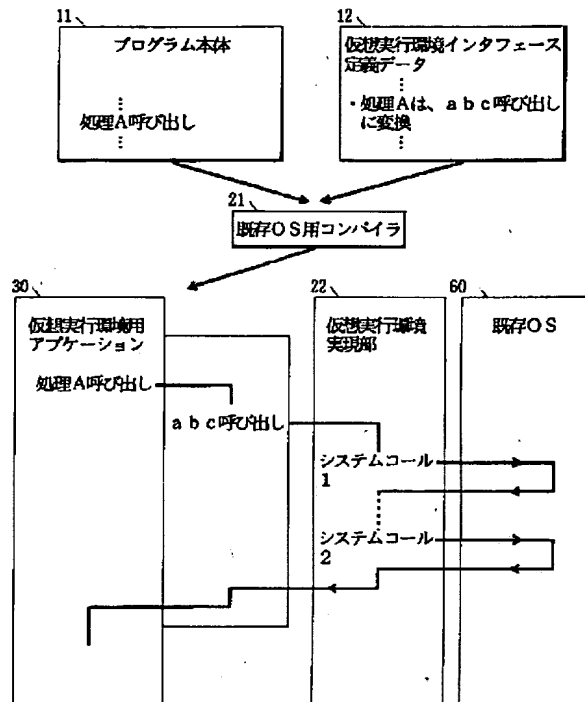 11
プログラム本体
処理A呼び出し
12
仮想実行環境インタフェース
定義データ
・処理Aは、abc呼び出し
に変換
21
既存OS用コンパイラ
30
仮想実行環境用
アプケーション
処理A呼び出し
abc呼び出し
22
仮想実行環境
実現部
システムコール
1
システムコール
2
60
既存OS